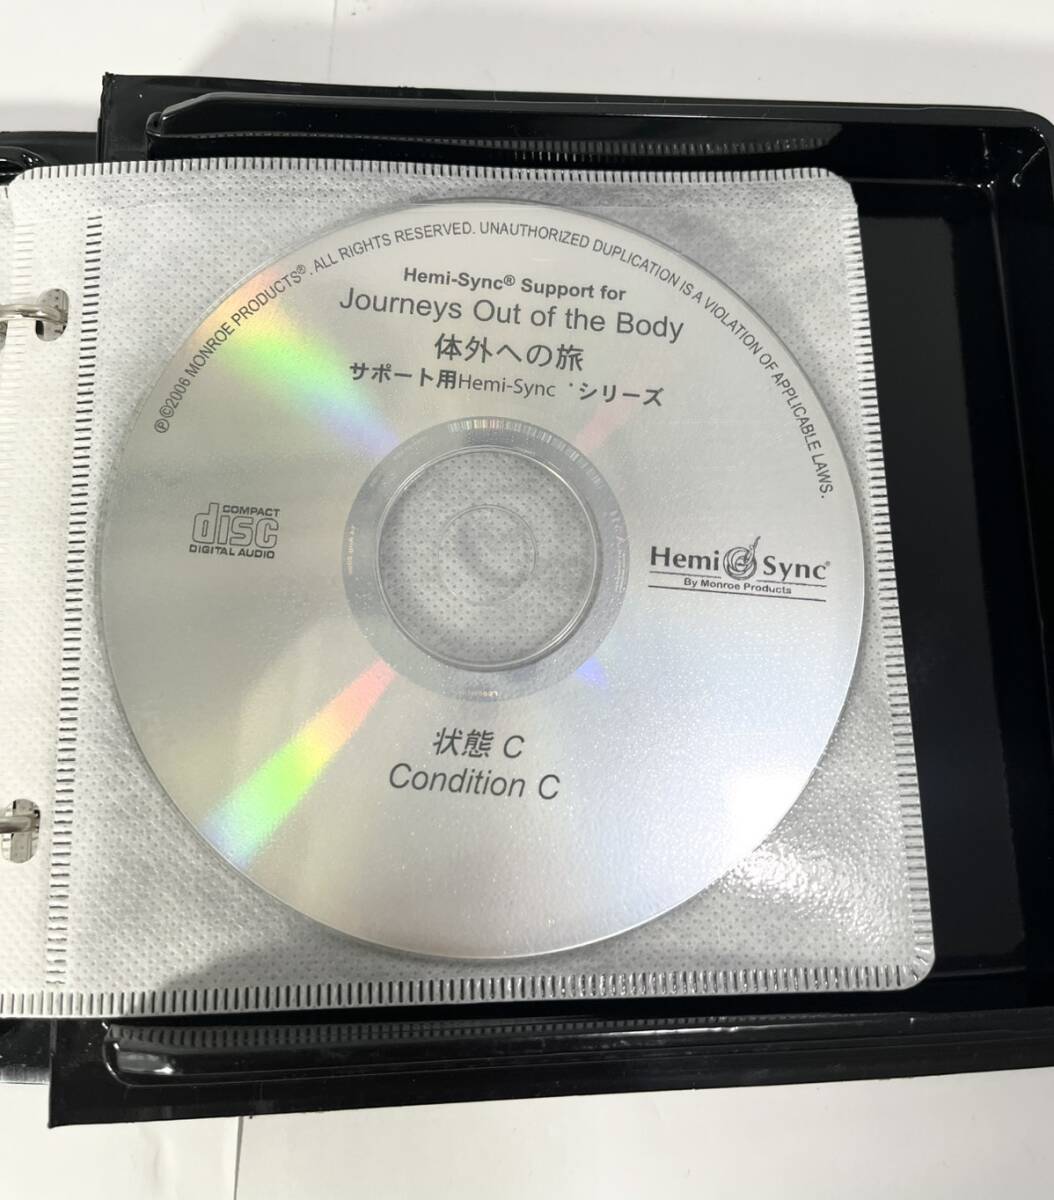 ℗©2006 MONROE PRODUCTS®. ALL RIGHTS RESERVED. UNAUTHORIZED DUPLICATION IS A VIOLATION OF APPLICABLE LAWS.
Hemi-Sync® Support for
Journeys Out of the Body
体外への旅
サポート用Hemi-Sync ・シリーズ
COMPACT
disc
DIGITAL AUDIO
Hemi Sync®
By Monroe Products
状態 C
Condition C